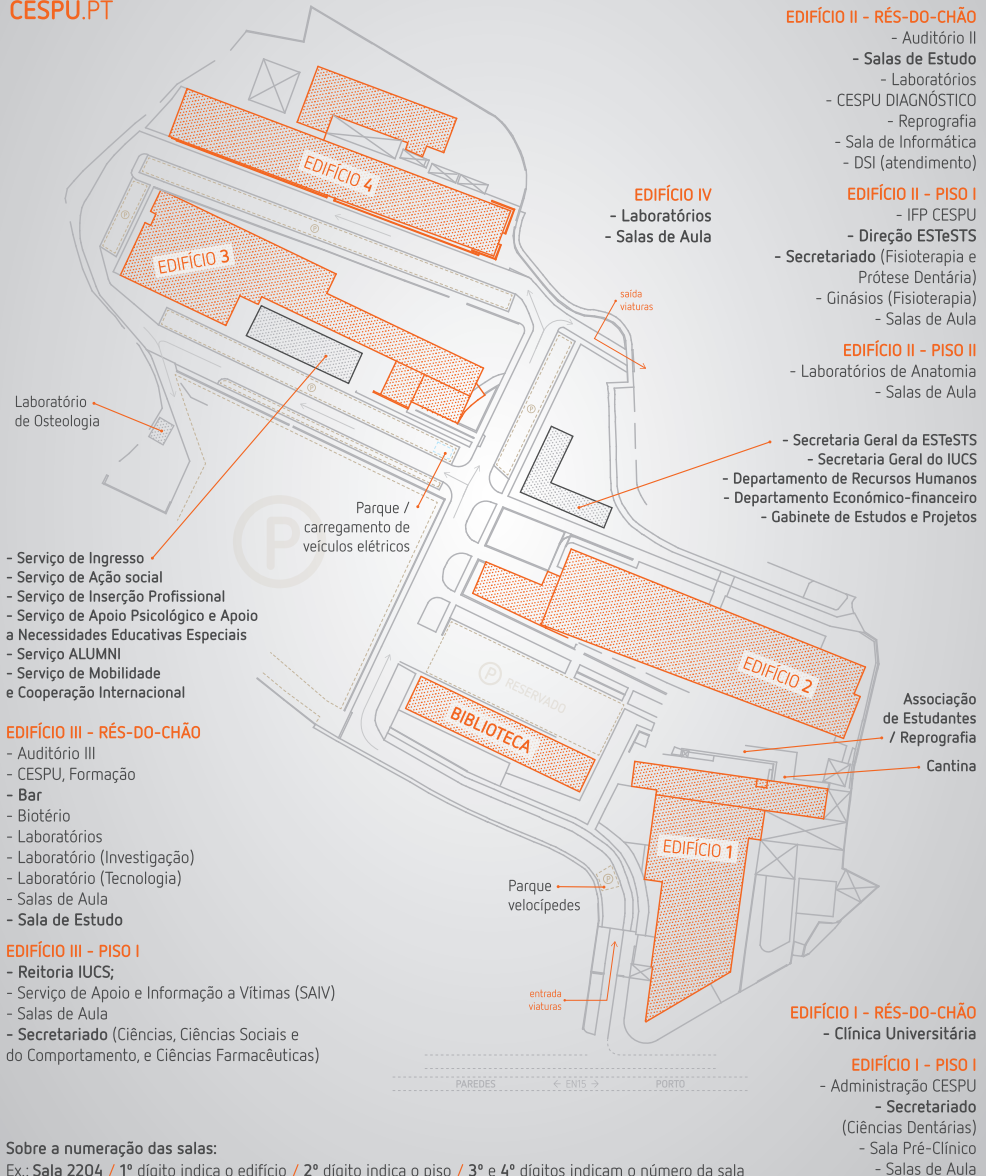 CESPU.PT
EDIFÍCIO II - RÉS-DO-CHÃO
- Auditório II
- Salas de Estudo
- Laboratórios
- CESPU DIAGNÓSTICO
- Reprografia
- Sala de Informática
- DSI (atendimento)
EDIFÍCIO II - PISO I
- IFP CESPU
- Direção ESTeSTS
- Secretariado (Fisioterapia e
Prótese Dentária)
- Ginásios (Fisioterapia)
- Salas de Aula
EDIFÍCIO II - PISO II
- Laboratórios de Anatomia
- Salas de Aula
- Secretaria Geral da ESTeSTS
- Secretaria Geral do IUCS
- Departamento de Recursos Humanos
- Departamento Económico-financeiro
- Gabinete de Estudos e Projetos
EDIFÍCIO IV
- Laboratórios
- Salas de Aula
EDIFÍCIO 4
P
P
EDIFÍCIO 3
saída
viaturas
P
P
Laboratório
de Osteologia
Parque /
carregamento de
veículos elétricos
P
- Serviço de Ingresso
- Serviço de Ação social
- Serviço de Inserção Profissional
- Serviço de Apoio Psicológico e Apoio
a Necessidades Educativas Especiais
- Serviço ALUMNI
- Serviço de Mobilidade
e Cooperação Internacional
EDIFÍCIO 2
P RESERVADO
BIBLIOTECA
Associação
de Estudantes
/ Reprografia
Cantina
EDIFÍCIO 1
Parque
velocípedes
P
entrada
viaturas
EDIFÍCIO III - RÉS-DO-CHÃO
- Auditório III
- CESPU, Formação
- Bar
- Biotério
- Laboratórios
- Laboratório (Investigação)
- Laboratório (Tecnologia)
- Salas de Aula
- Sala de Estudo
EDIFÍCIO III - PISO I
- Reitoria IUCS;
- Serviço de Apoio e Informação a Vítimas (SAIV)
- Salas de Aula
- Secretariado (Ciências, Ciências Sociais e
do Comportamento, e Ciências Farmacêuticas)
EDIFÍCIO I - RÉS-DO-CHÃO
- Clínica Universitária
EDIFÍCIO I - PISO I
- Administração CESPU
- Secretariado
(Ciências Dentárias)
- Sala Pré-Clínico
- Salas de Aula
PAREDES ← EN15 → PORTO
Sobre a numeração das salas:
Ex.: Sala 2204 / 1º dígito indica o edifício / 2º dígito indica o piso / 3º e 4º dígitos indicam o número da sala